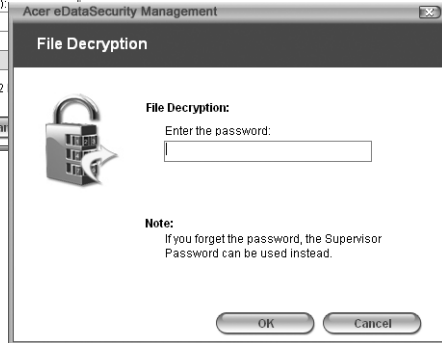 Acer eDataSecurity Management
File Decryption
File Decryption:
Enter the password:
Note:
If you forget the password, the Supervisor
Password can be used instead.
OK
Cancel